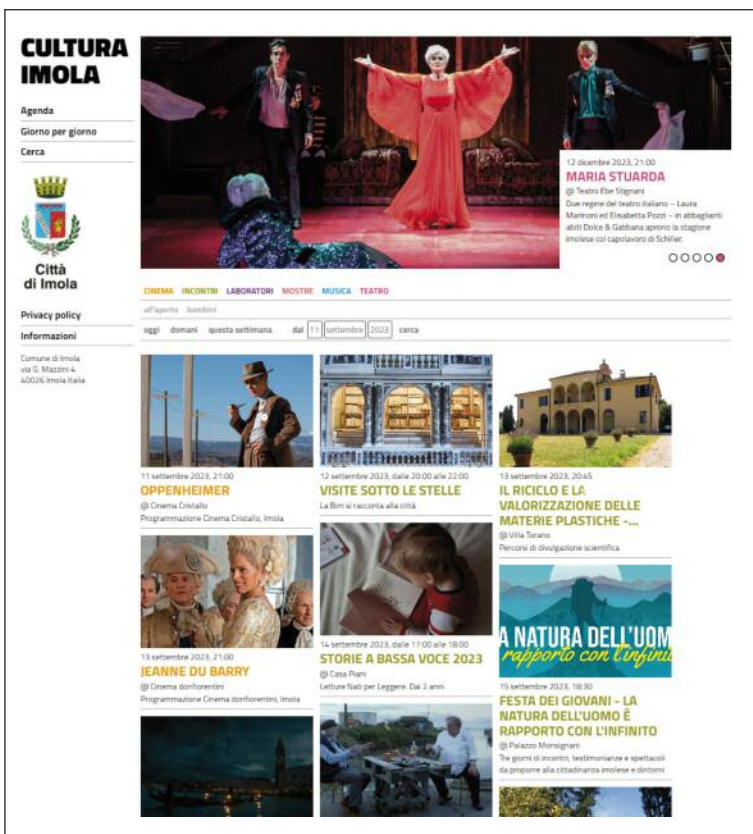 CULTURA
IMOLA
Agenda
Giorno per giorno
Cerca
Città
di Imola
Privacy policy
Informazioni
Comune di Imola
via G. Mazzini 4
40026 Imola Italia
12 dicembre 2023, 21:00
MARIA STUARDA
@ Teatro Ebe Stignani
Due regine del teatro italiano – Laura
Marinoni ed Elisabetta Pozzi – in abbaglianti
abiti Dolce & Gabbana aprono la stagione
imolese col capolavoro di Schiller.
CINEMA INCONTRI LABORATORI MOSTRE MUSICA TEATRO
all'aperto bambini
oggi domani questa settimana dal 11 settembre 2023 cerca
11 settembre 2023, 21:00
OPPENHEIMER
@ Cinema Cristallo
Programmazione Cinema Cristallo, Imola
12 settembre 2023, dalle 20:00 alle 22:00
VISITE SOTTO LE STELLE
La Bim si racconta alla città
13 settembre 2023, 20:45
IL RICICLO E LA
VALORIZZAZIONE DELLE
MATERIE PLASTICHE -...
@ Villa Torano
Percorsi di divulgazione scientifica
13 settembre 2023, 21:00
JEANNE DU BARRY
@ Cinema donfiorentini
Programmazione Cinema donfiorentini, Imola
14 settembre 2023, dalle 17:00 alle 18:00
STORIE A BASSA VOCE 2023
@ Casa Piani
Letture Nati per Leggere. Dai 2 anni
A NATURA DELL'UOM
rapporto con l'infinit
15 settembre 2023, 18:30
FESTA DEI GIOVANI - LA
NATURA DELL'UOMO È
RAPPORTO CON L'INFINITO
@ Palazzo Monsignani
Tre giorni di incontri, testimonianze e spettacoli
da proporre alla cittadinanza imolese e dintorni